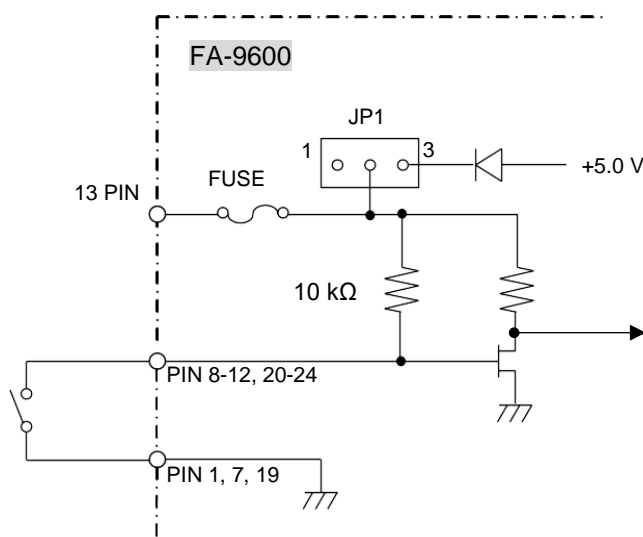 FA-9600
JP1
1
3
+5.0 V
FUSE
13 PIN
10 kΩ
PIN 8-12, 20-24
PIN 1, 7, 19